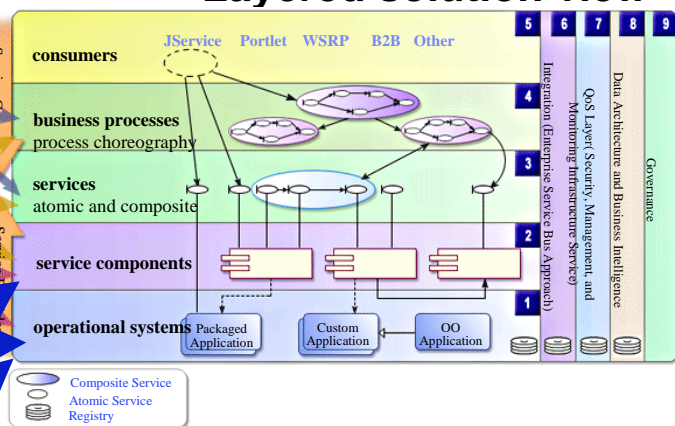 Layered Solution View
consumers
JService Portlet WSRP B2B Other
5
6
7
8
9
business processes
process choreography
4
services
atomic and composite
3
service components
2
operational systems
1
Packaged
Application
Custom
Application
OO
Application
Integration (Enterprise Service Bus Approach)
QoS Layer( Security, Management, and
Monitoring Infrastructure Service)
Data Architecture and Business Intelligence
Governance
Composite Service
Atomic Service
Registry